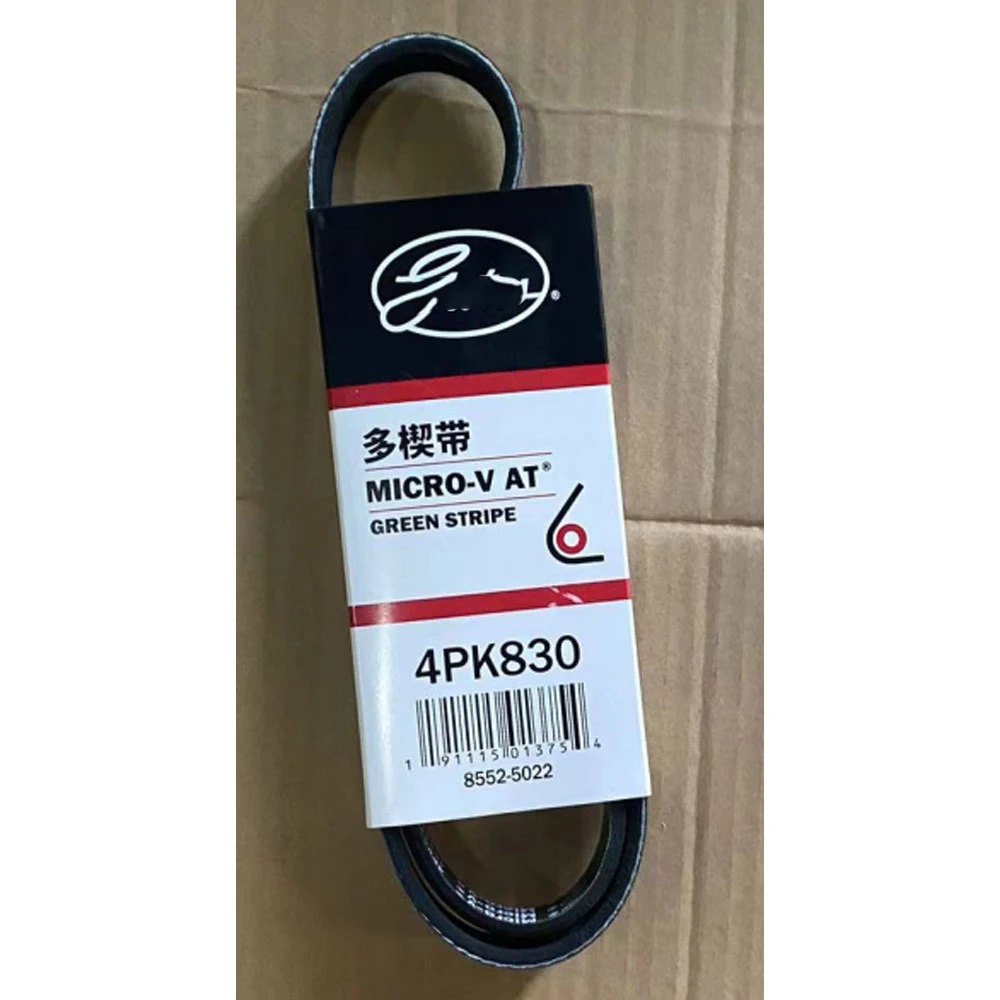 ®
多楔带
MICRO-V AT®
GREEN STRIPE
4PK830
1 91115 01375 4
8552-5022